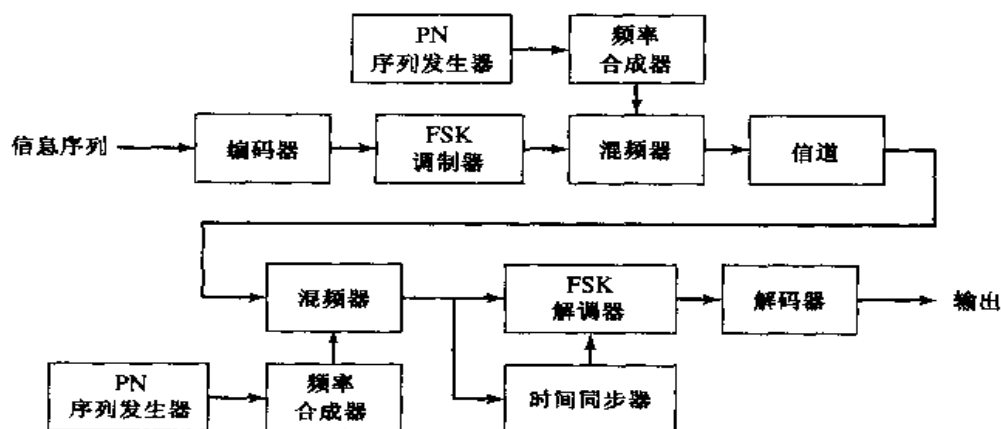 PN
序列发生器
频率
合成器
信息序列
编码器
FSK
调制器
混频器
信道
混频器
FSK
解调器
解码器
输出
PN
序列发生器
频率
合成器
时间同步器